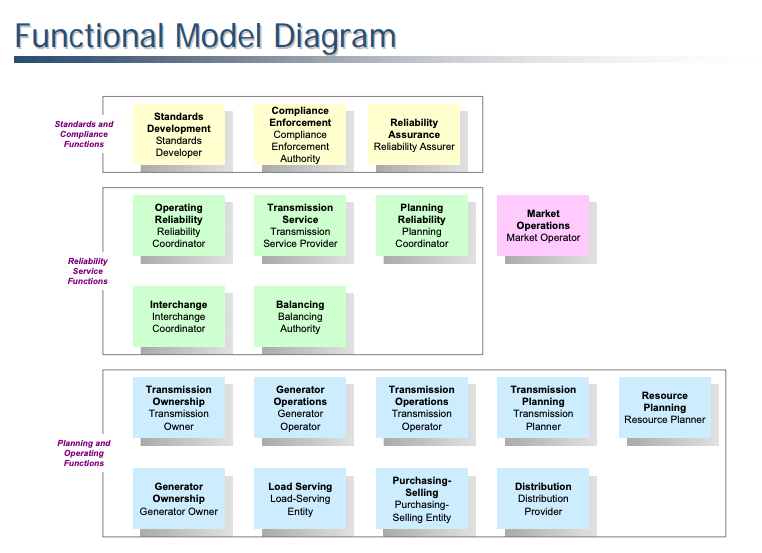 Functional Model Diagram
Standards and
Compliance
Functions
Standards
Development
Standards
Developer
Compliance
Enforcement
Compliance
Enforcement
Authority
Reliability
Assurance
Reliability Assurer
Reliability
Service
Functions
Operating
Reliability
Reliability
Coordinator
Transmission
Service
Transmission
Service Provider
Planning
Reliability
Planning
Coordinator
Market
Operations
Market Operator
Interchange
Interchange
Coordinator
Balancing
Balancing
Authority
Planning and
Operating
Functions
Transmission
Ownership
Transmission
Owner
Generator
Operations
Generator
Operator
Transmission
Operations
Transmission
Operator
Transmission
Planning
Transmission
Planner
Resource
Planning
Resource Planner
Generator
Ownership
Generator Owner
Load Serving
Load-Serving
Entity
Purchasing-
Selling
Purchasing-
Selling Entity
Distribution
Distribution
Provider